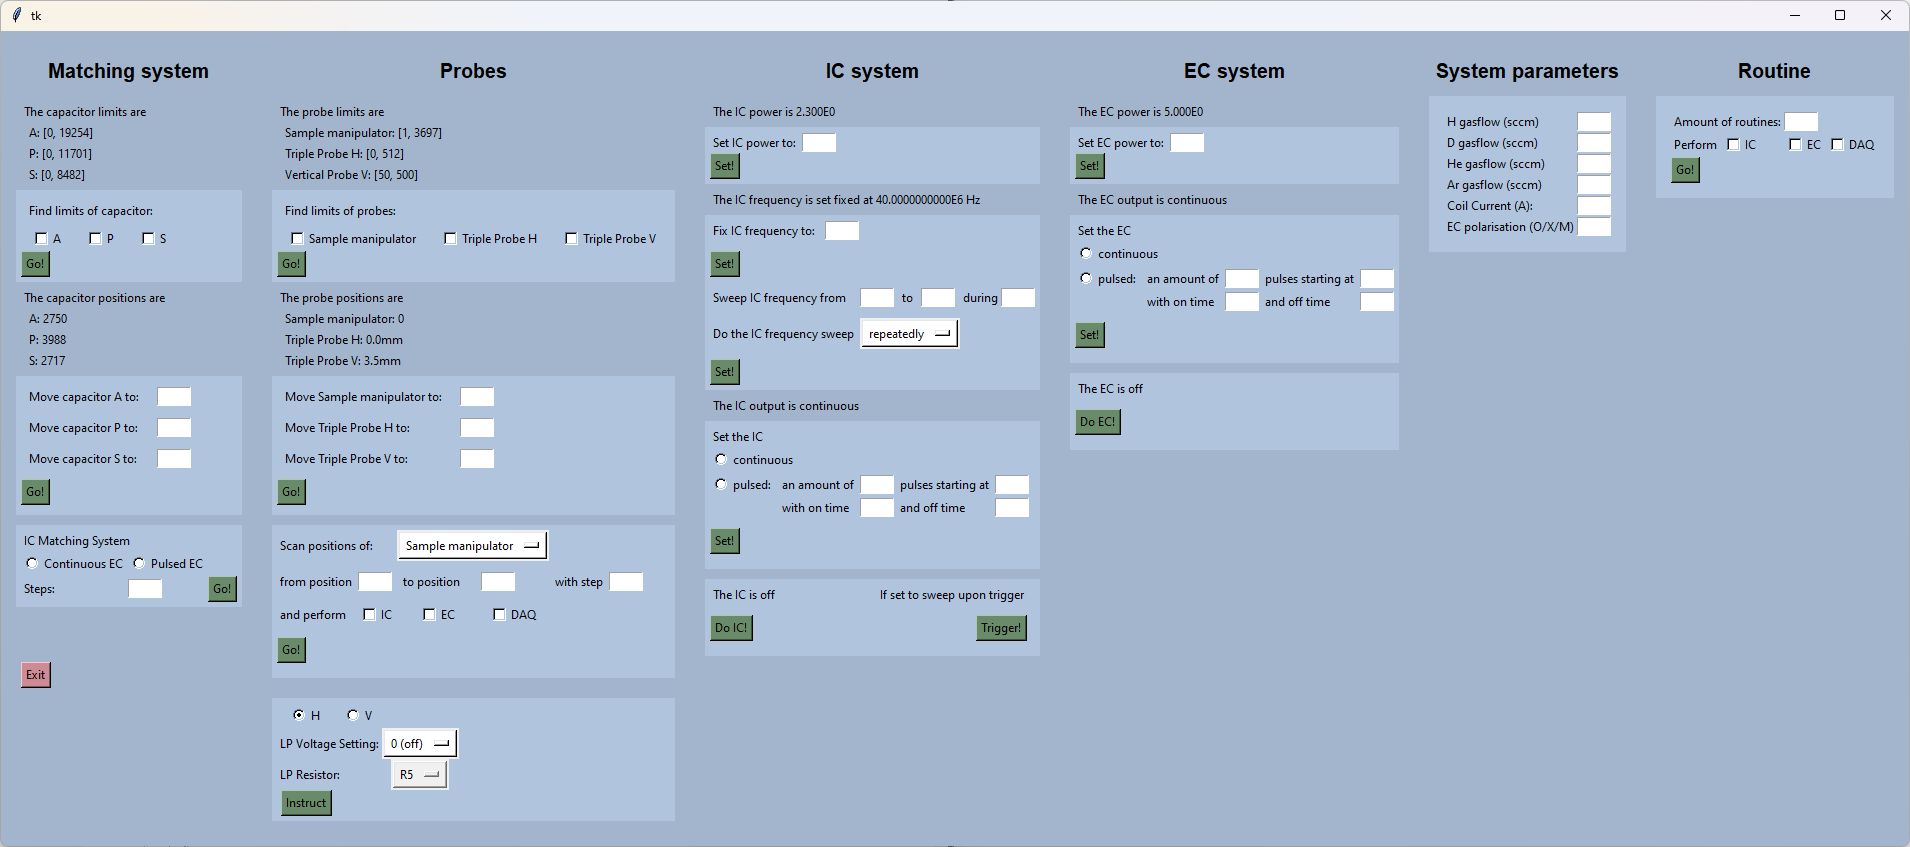 tk
Matching system
The capacitor limits are
A: [0, 19254]
P: [0, 11701]
S: [0, 8482]
Find limits of capacitor:
A P S
Go!
The capacitor positions are
A: 2750
P: 3988
S: 2717
Move capacitor A to:
Move capacitor P to:
Move capacitor S to:
Go!
IC Matching System
Continuous EC Pulsed EC
Steps: Go!
Exit
Probes
The probe limits are
Sample manipulator: [1, 3697]
Triple Probe H: [0, 512]
Vertical Probe V: [50, 500]
Find limits of probes:
Sample manipulator Triple Probe H Triple Probe V
Go!
The probe positions are
Sample manipulator: 0
Triple Probe H: 0.0mm
Triple Probe V: 3.5mm
Move Sample manipulator to:
Move Triple Probe H to:
Move Triple Probe V to:
Go!
Scan positions of: Sample manipulator
from position to position with step
and perform IC EC DAQ
Go!
H V
LP Voltage Setting: 0 (off)
LP Resistor: R5
Instruct
IC system
The IC power is 2.300E0
Set IC power to:
Set!
The IC frequency is set fixed at 40.0000000000E6 Hz
Fix IC frequency to:
Set!
Sweep IC frequency from to during
Do the IC frequency sweep repeatedly
Set!
The IC output is continuous
Set the IC
continuous
pulsed: an amount of pulses starting at
with on time and off time
Set!
The IC is off If set to sweep upon trigger
Do IC! Trigger!
EC system
The EC power is 5.000E0
Set EC power to:
Set!
The EC output is continuous
Set the EC
continuous
pulsed: an amount of pulses starting at
with on time and off time
Set!
The EC is off
Do EC!
System parameters
H gasflow (sccm)
D gasflow (sccm)
He gasflow (sccm)
Ar gasflow (sccm)
Coil Current (A):
EC polarisation (O/X/M)
Routine
Amount of routines:
Perform IC EC DAQ
Go!